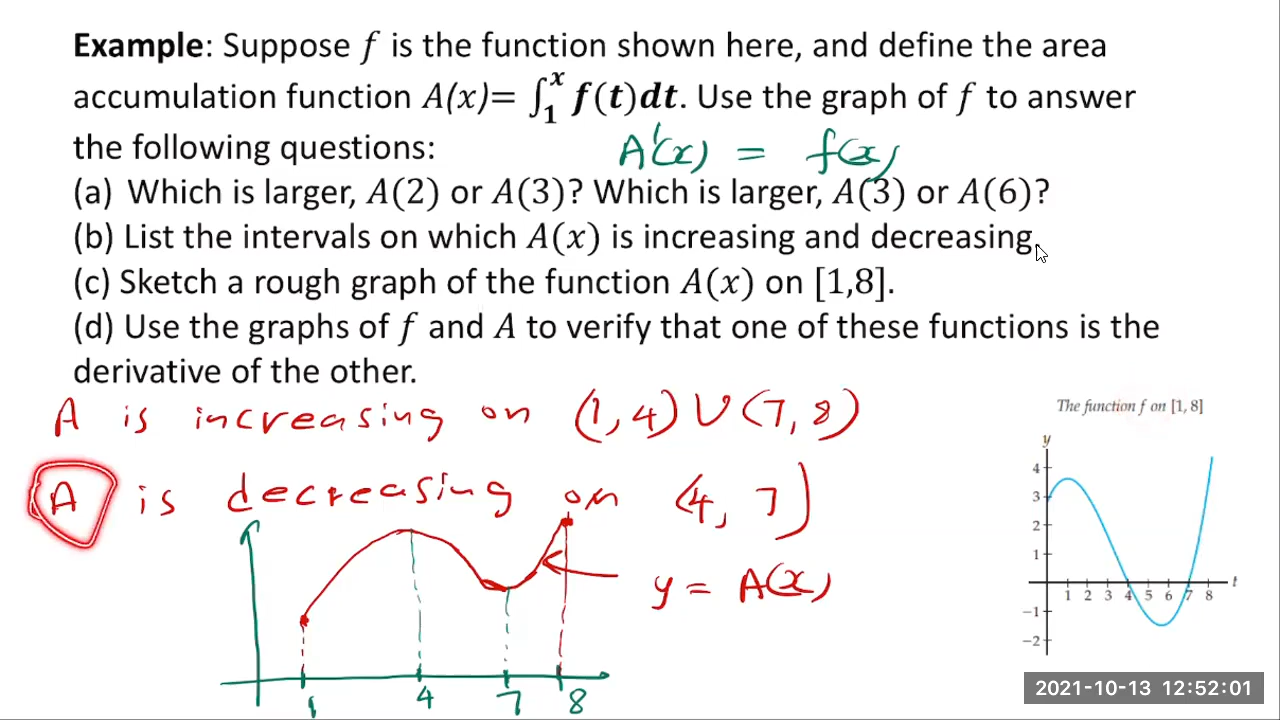 Example: Suppose f is the function shown here, and define the area
accumulation function A(x)= ∫₁ˣ f(t)dt. Use the graph of f to answer
the following questions:
A'(x) = f(x)
(a) Which is larger, A(2) or A(3)? Which is larger, A(3) or A(6)?
(b) List the intervals on which A(x) is increasing and decreasing.
(c) Sketch a rough graph of the function A(x) on [1,8].
(d) Use the graphs of f and A to verify that one of these functions is the
derivative of the other.
A is increasing on (1,4) U (7,8)
A is decreasing on (4,7)
y = A(x)
1 4 7 8
The function f on [1, 8]
y
4
3
2
1
1 2 3 4 5 6 7 8 t
−1
−2
2021-10-13 12:52:01